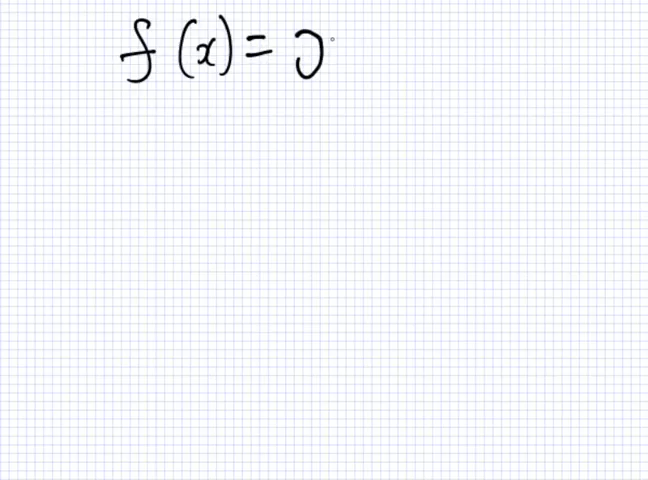 f(x) =